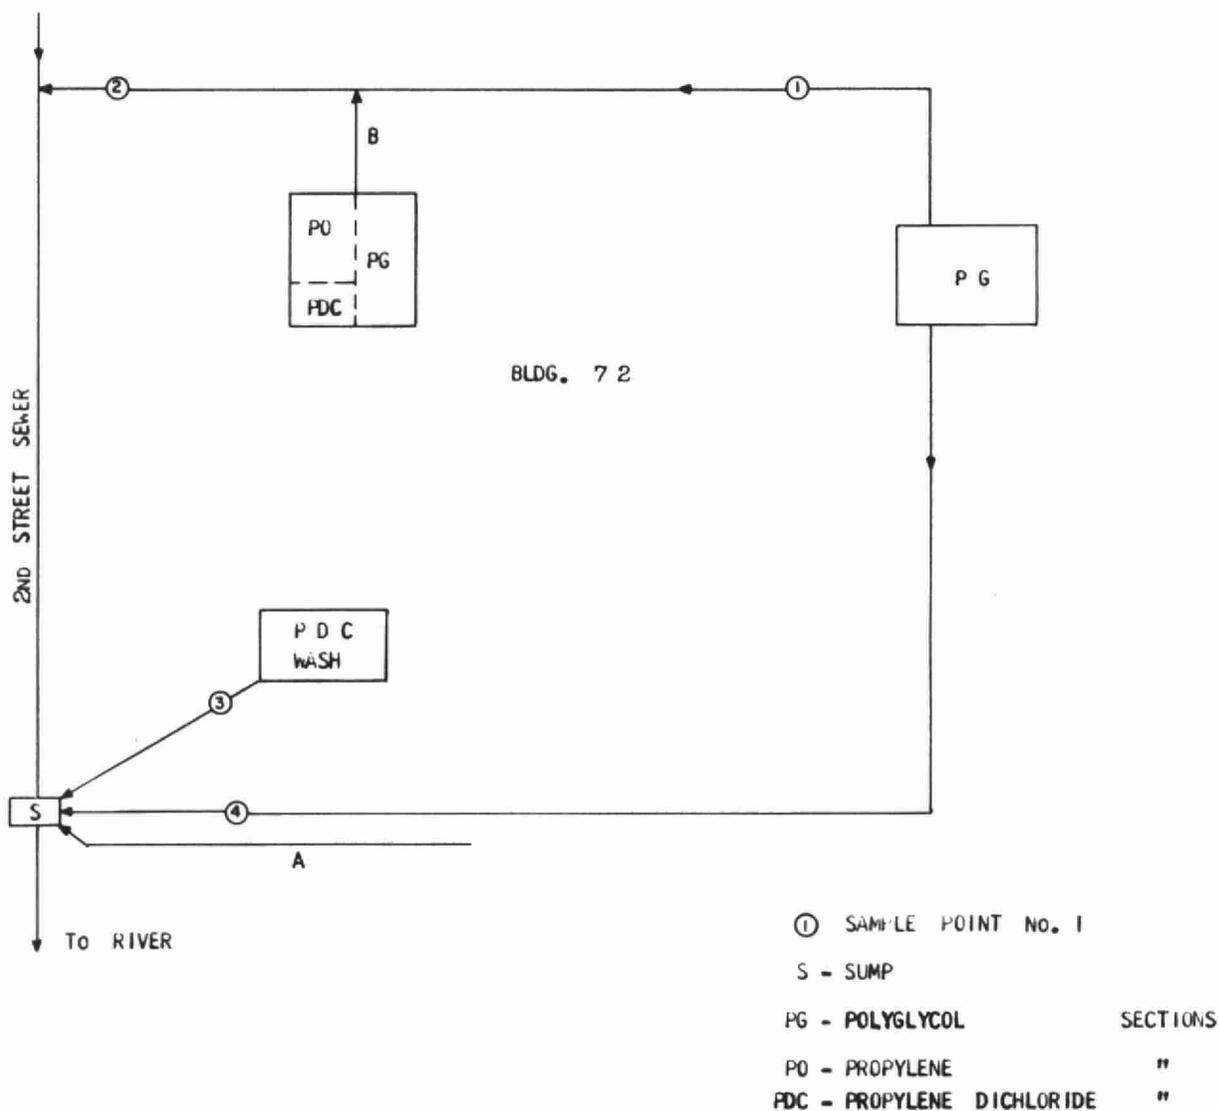 ② ①
B
PO
PG
PDC
P G
BLDG. 72
2ND STREET SEWER
P D C
WASH
③
S
④
A
To RIVER
① SAMPLE POINT No. 1
S - SUMP
PG - POLYGLYCOL SECTIONS
PO - PROPYLENE "
PDC - PROPYLENE DICHLORIDE "